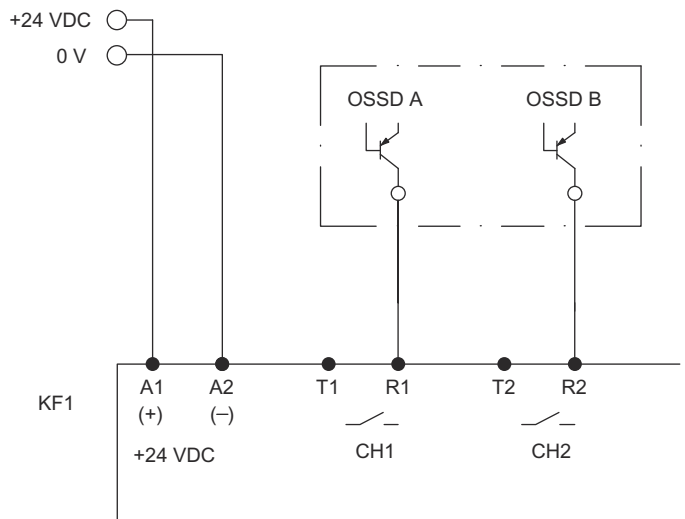 +24 VDC
0 V
OSSD A OSSD B
A1 A2 T1 R1 T2 R2
KF1
(+) (–)
+24 VDC CH1 CH2